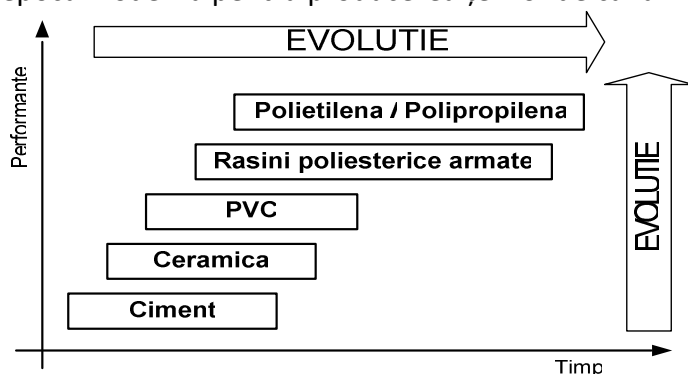 EVOLUTIE
Performante
Polietilena / Polipropilena
Rasini poliesterice armate
PVC
Ceramica
Ciment
EVOLUTIE
Timp